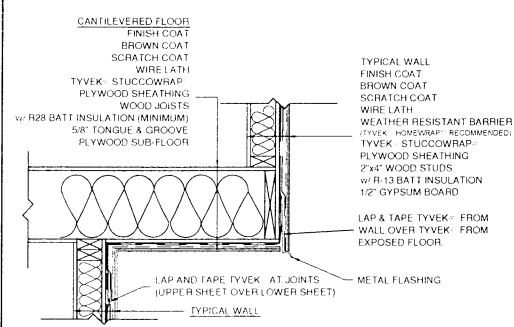 CANTILEVERED FLOOR
FINISH COAT
BROWN COAT
SCRATCH COAT
WIRE LATH
TYVEK® STUCCOWRAP®
PLYWOOD SHEATHING
WOOD JOISTS
w/ R28 BATT INSULATION (MINIMUM)
5/8" TONGUE & GROOVE
PLYWOOD SUB-FLOOR
TYPICAL WALL
FINISH COAT
BROWN COAT
SCRATCH COAT
WIRE LATH
WEATHER RESISTANT BARRIER
(TYVEK® HOMEWRAP® RECOMMENDED)
TYVEK® STUCCOWRAP®
PLYWOOD SHEATHING
2"x4" WOOD STUDS
w/ R-13 BATT INSULATION
1/2" GYPSUM BOARD
LAP & TAPE TYVEK® FROM
WALL OVER TYVEK® FROM
EXPOSED FLOOR.
METAL FLASHING
LAP AND TAPE TYVEK® AT JOINTS
(UPPER SHEET OVER LOWER SHEET)
TYPICAL WALL